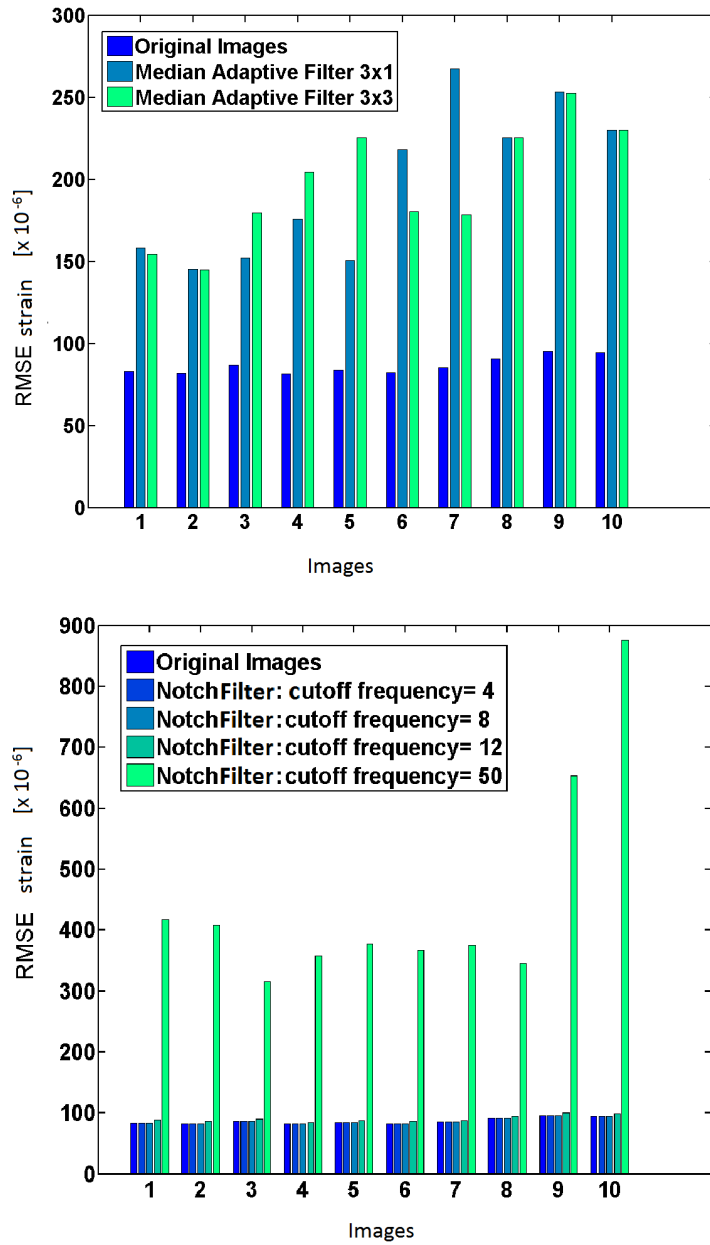 300
250
200
150
100
50
0
RMSE strain [x 10⁻⁶]
Original Images
Median Adaptive Filter 3x1
Median Adaptive Filter 3x3
1 2 3 4 5 6 7 8 9 10
Images
900
800
700
600
500
400
300
200
100
0
RMSE strain [x 10⁻⁶]
Original Images
NotchFilter: cutoff frequency= 4
NotchFilter: cutoff frequency= 8
NotchFilter: cutoff frequency= 12
NotchFilter: cutoff frequency= 50
1 2 3 4 5 6 7 8 9 10
Images